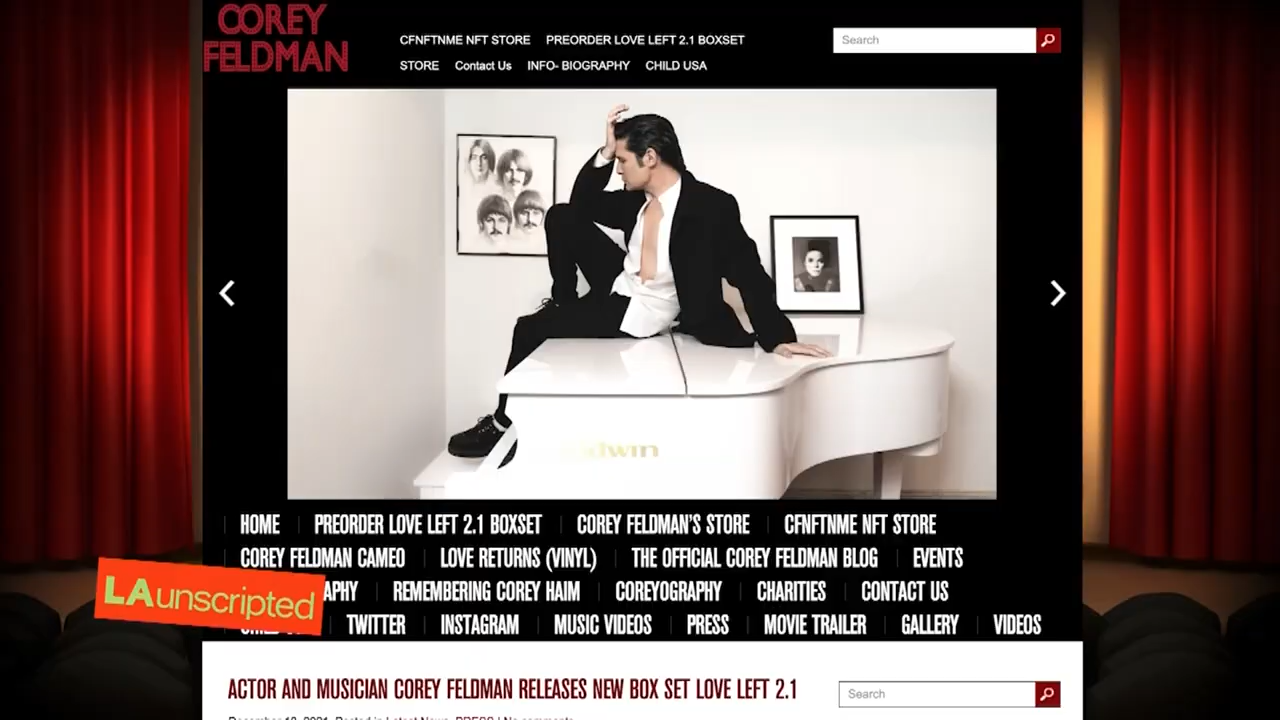 COREY
FELDMAN
CFNFTNME NFT STORE PREORDER LOVE LEFT 2.1 BOXSET
STORE Contact Us INFO- BIOGRAPHY CHILD USA
Search
HOME PREORDER LOVE LEFT 2.1 BOXSET COREY FELDMAN'S STORE CFNFTNME NFT STORE
COREY FELDMAN CAMEO LOVE RETURNS (VINYL) THE OFFICIAL COREY FELDMAN BLOG EVENTS
REMEMBERING COREY HAIM COREYOGRAPHY CHARITIES CONTACT US
TWITTER INSTAGRAM MUSIC VIDEOS PRESS MOVIE TRAILER GALLERY VIDEOS
LAunscripted
ACTOR AND MUSICIAN COREY FELDMAN RELEASES NEW BOX SET LOVE LEFT 2.1
Search